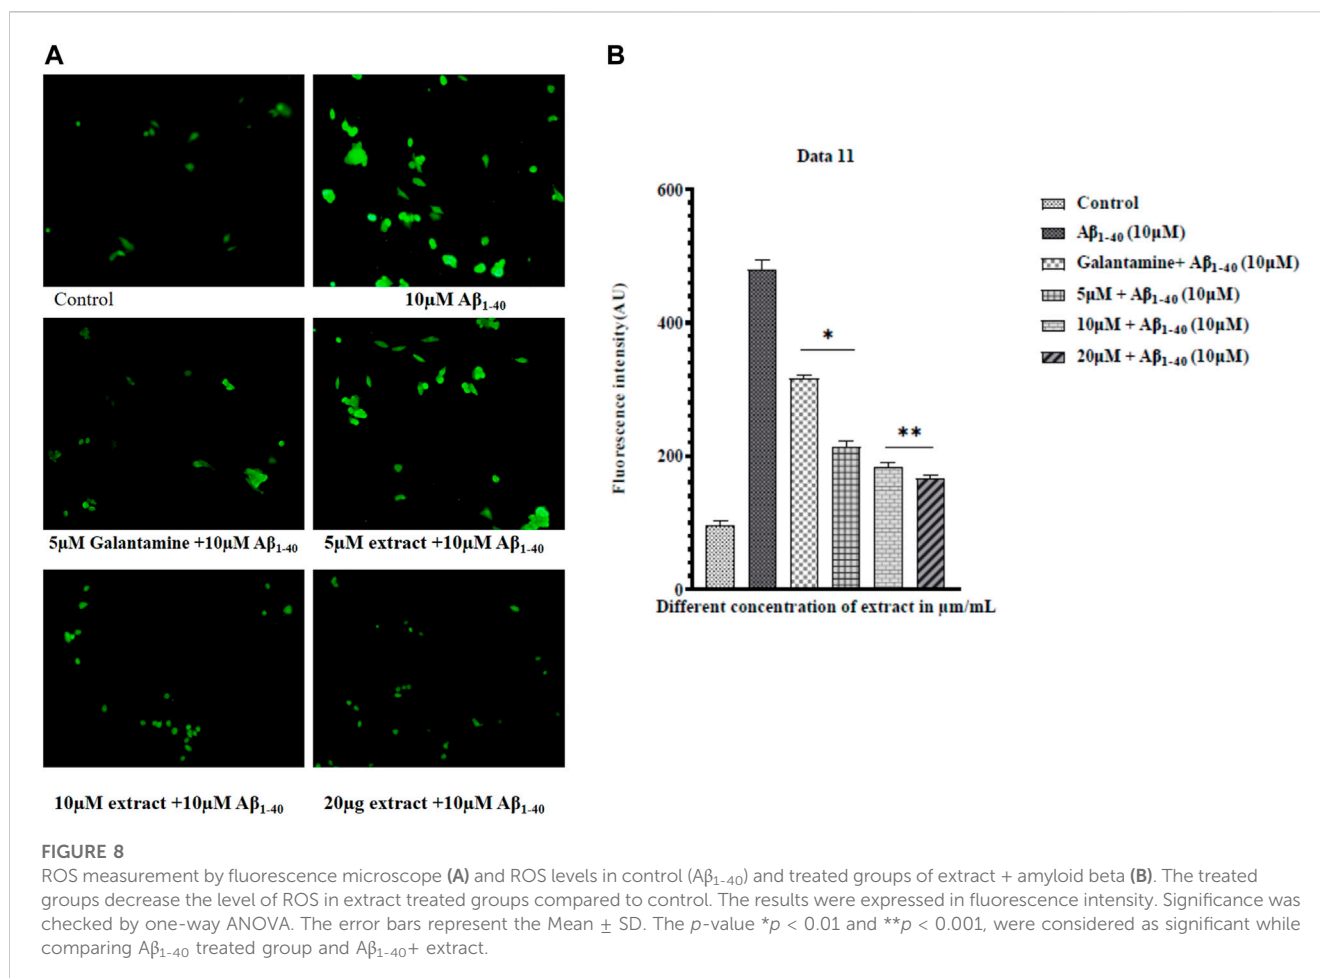 A
Control
10μM Aβ1-40
5μM Galantamine +10μM Aβ1-40
5μM extract +10μM Aβ1-40
10μM extract +10μM Aβ1-40
20μg extract +10μM Aβ1-40
B
Data 11
Fluorescence intensity(AU)
600
400
200
0
*
**
Different concentration of extract in μm/mL
Control
Aβ1-40 (10μM)
Galantamine+ Aβ1-40 (10μM)
5μM + Aβ1-40 (10μM)
10μM + Aβ1-40 (10μM)
20μM + Aβ1-40 (10μM)
FIGURE 8
ROS measurement by fluorescence microscope (A) and ROS levels in control (Aβ1-40) and treated groups of extract + amyloid beta (B). The treated
groups decrease the level of ROS in extract treated groups compared to control. The results were expressed in fluorescence intensity. Significance was
checked by one-way ANOVA. The error bars represent the Mean ± SD. The p-value *p < 0.01 and **p < 0.001, were considered as significant while
comparing Aβ1-40 treated group and Aβ1-40+ extract.